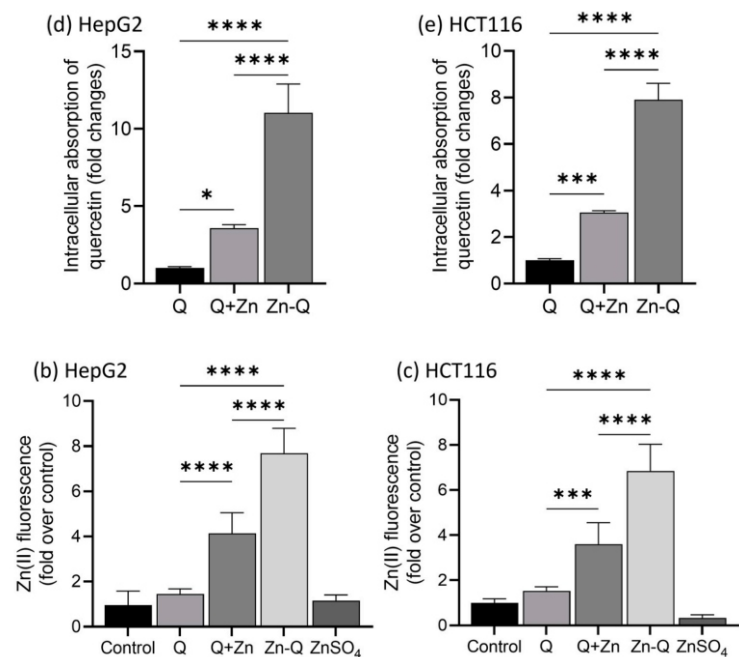 (d) HepG2
Intracellular absorption of
quercetin (fold changes)
15
10
5
0
****
****
*
Q Q+Zn Zn-Q
(e) HCT116
Intracellular absorption of
quercetin (fold changes)
10
8
6
4
2
0
****
****
***
Q Q+Zn Zn-Q
(b) HepG2
Zn(II) fluorescence
(fold over control)
10
8
6
4
2
0
****
****
****
Control Q Q+Zn Zn-Q ZnSO₄
(c) HCT116
Zn(II) fluorescence
(fold over control)
10
8
6
4
2
0
****
****
***
Control Q Q+Zn Zn-Q ZnSO₄